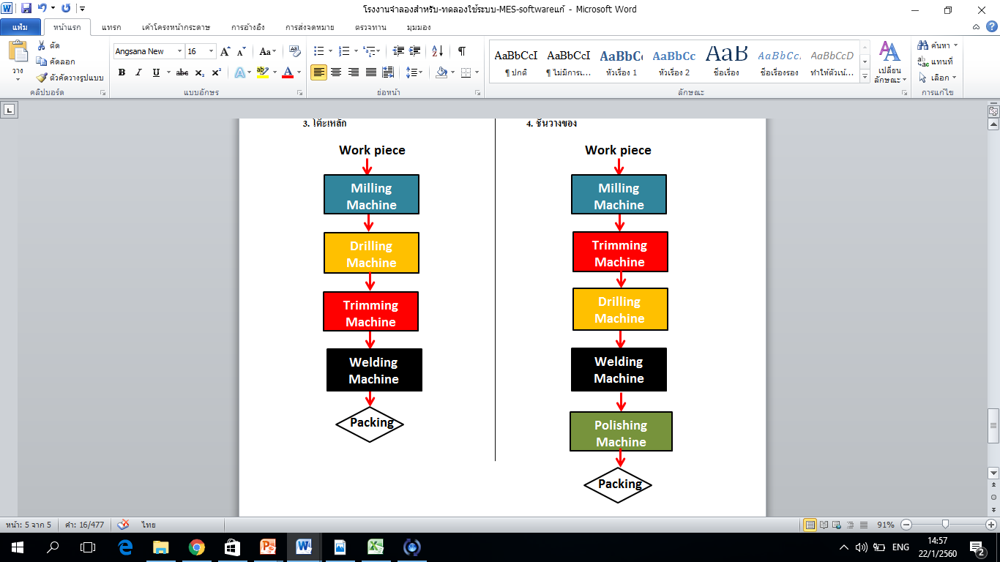 โรงงานจำลองสำหรับ-ทดลองใช้ระบบ-MES-softwareแก้ - Microsoft Word
แฟ้ม หน้าแรก แทรก เค้าโครงหน้ากระดาษ การอ้างอิง การส่งจดหมาย ตรวจทาน มุมมอง
วาง
ตัด
คัดลอก
ตัวคัดวางรูปแบบ
คลิปบอร์ด
Angsana New 16
แบบอักษร
ย่อหน้า
AaBbCcI AaBbCcI AaBbCc AaBbCc AaB AaBbCc. AaBbCcD
¶ ปกติ ¶ ไม่มีการเ... หัวเรื่อง 1 หัวเรื่อง 2 ชื่อเรื่อง ชื่อเรื่องรอง ทำให้ตัวเน้...
ลักษณะ
เปลี่ยน
ลักษณะ
ค้นหา
แทนที่
เลือก
การแก้ไข
3. โต๊ะเหล็ก
Work piece
Milling
Machine
Drilling
Machine
Trimming
Machine
Welding
Machine
Packing
4. ชั้นวางของ
Work piece
Milling
Machine
Trimming
Machine
Drilling
Machine
Welding
Machine
Polishing
Machine
Packing
หน้า: 5 จาก 5 คำ: 16/477 ไทย 91%
ENG
14:57
22/1/2560
2